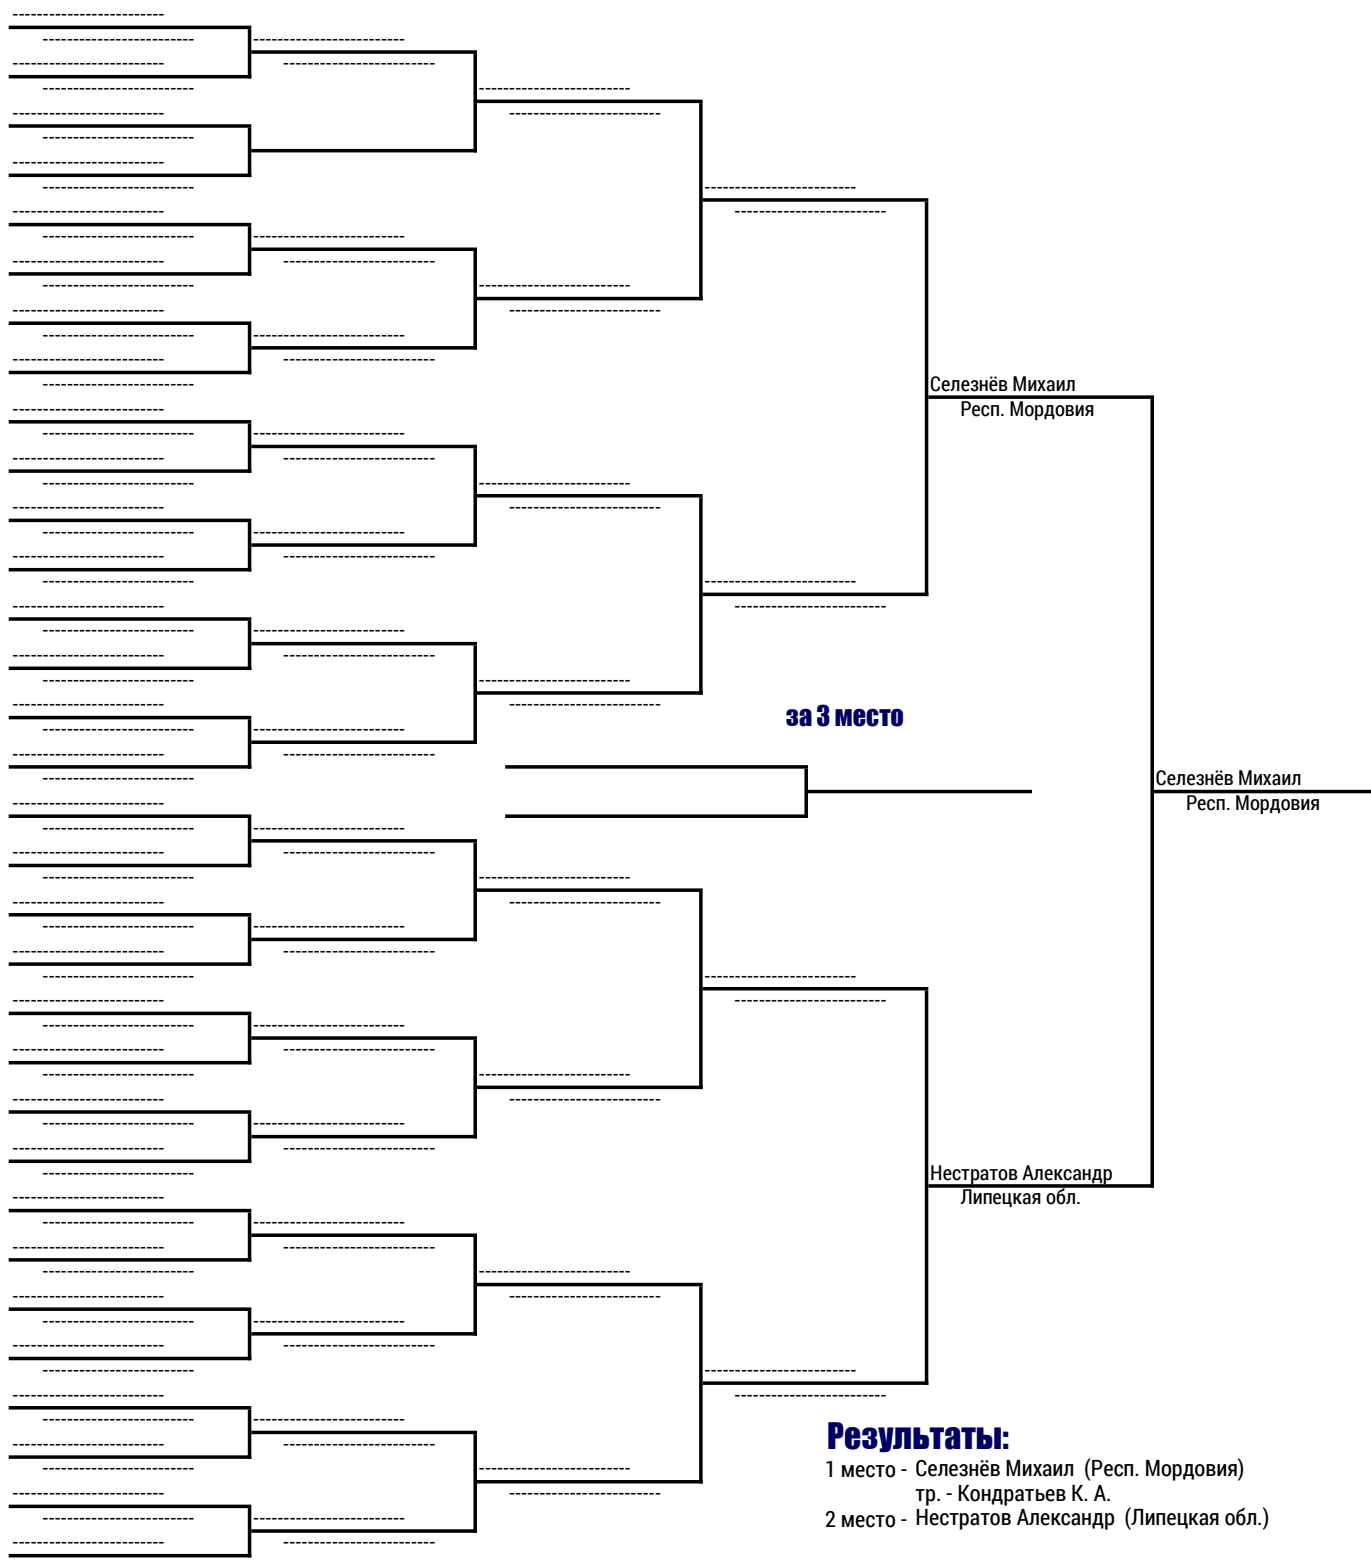 Селезнёв Михаил
Респ. Мордовия
за 3 место
Селезнёв Михаил
Респ. Мордовия
Нестратов Александр
Липецкая обл.
Результаты:
1 место - Селезнёв Михаил (Респ. Мордовия)
тр. - Кондратьев К. А.
2 место - Нестратов Александр (Липецкая обл.)